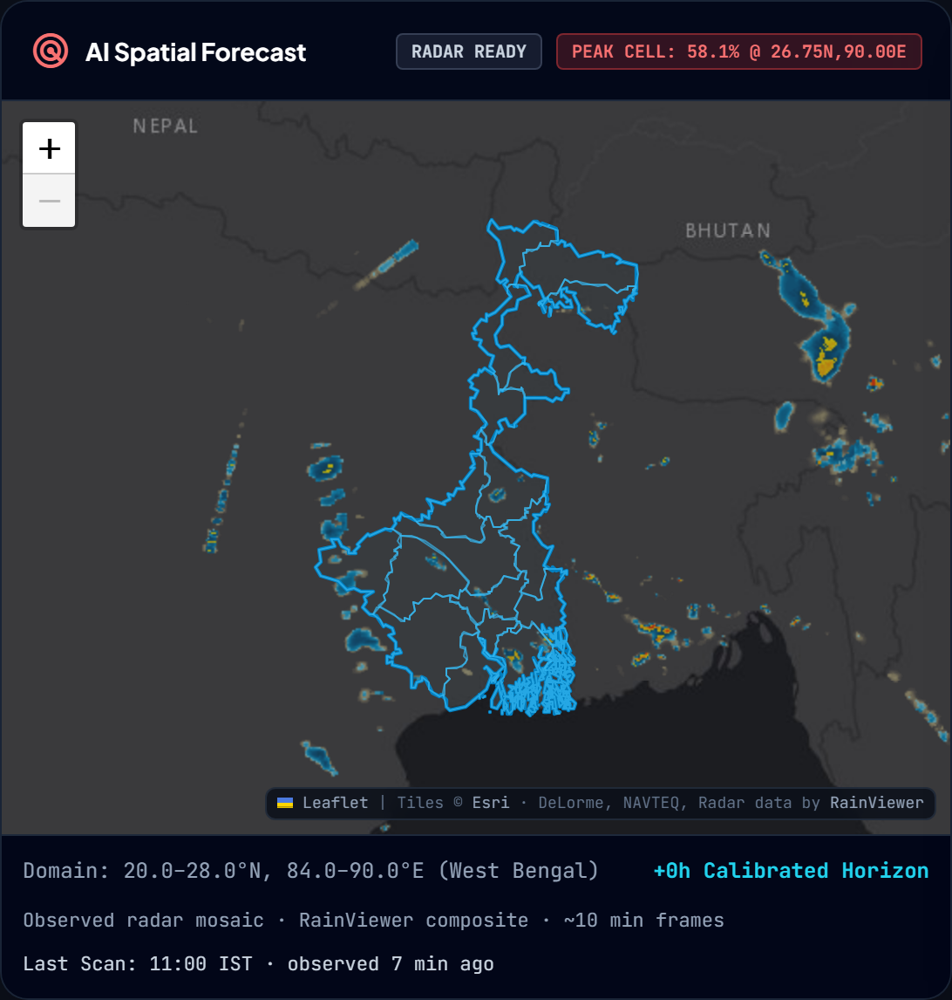 AI Spatial Forecast
RADAR READY
PEAK CELL: 58.1% @ 26.75N,90.00E
NEPAL
+
−
BHUTAN
Leaflet | Tiles © Esri · DeLorme, NAVTEQ, Radar data by RainViewer
Domain: 20.0–28.0°N, 84.0–90.0°E (West Bengal)
+0h Calibrated Horizon
Observed radar mosaic · RainViewer composite · ~10 min frames
Last Scan: 11:00 IST · observed 7 min ago